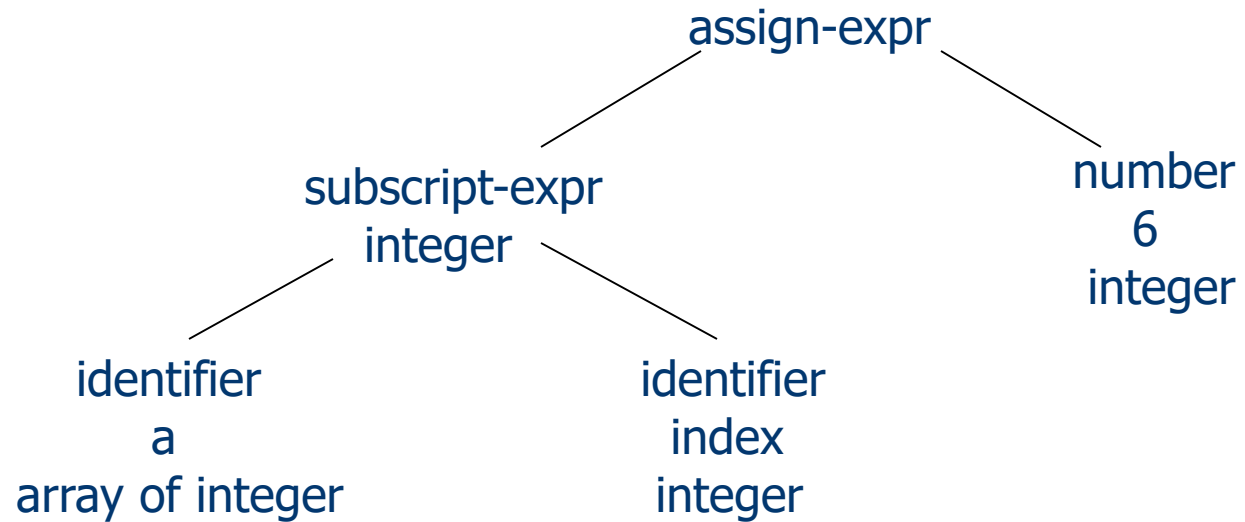 assign-expr
subscript-expr
integer
number
6
integer
identifier
a
array of integer
identifier
index
integer